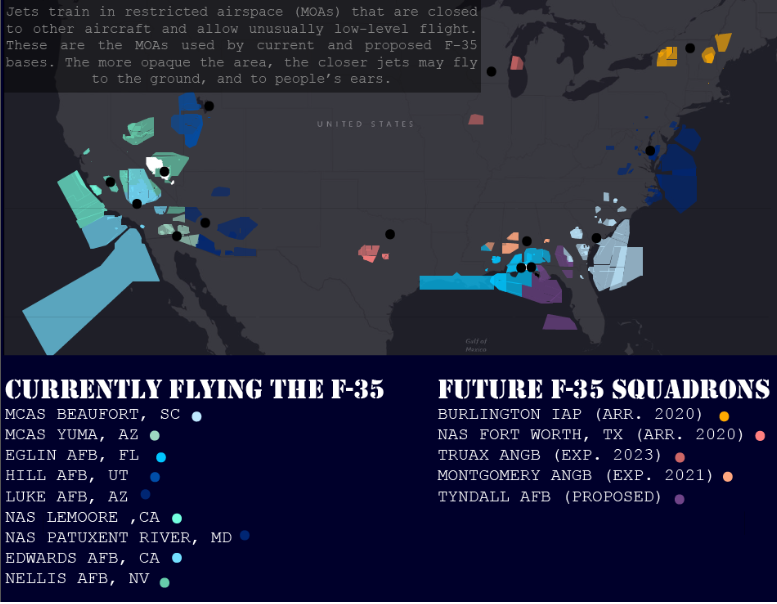 Jets train in restricted airspace (MOAs) that are closed
to other aircraft and allow unusually low-level flight.
These are the MOAs used by current and proposed F-35
bases. The more opaque the area, the closer jets may fly
to the ground, and to people's ears.
UNITED STATES
Gulf of
Mexico
CURRENTLY FLYING THE F-35
MCAS BEAUFORT, SC
MCAS YUMA, AZ
EGLIN AFB, FL
HILL AFB, UT
LUKE AFB, AZ
NAS LEMOORE ,CA
NAS PATUXENT RIVER, MD
EDWARDS AFB, CA
NELLIS AFB, NV
FUTURE F-35 SQUADRONS
BURLINGTON IAP (ARR. 2020)
NAS FORT WORTH, TX (ARR. 2020)
TRUAX ANGB (EXP. 2023)
MONTGOMERY ANGB (EXP. 2021)
TYNDALL AFB (PROPOSED)